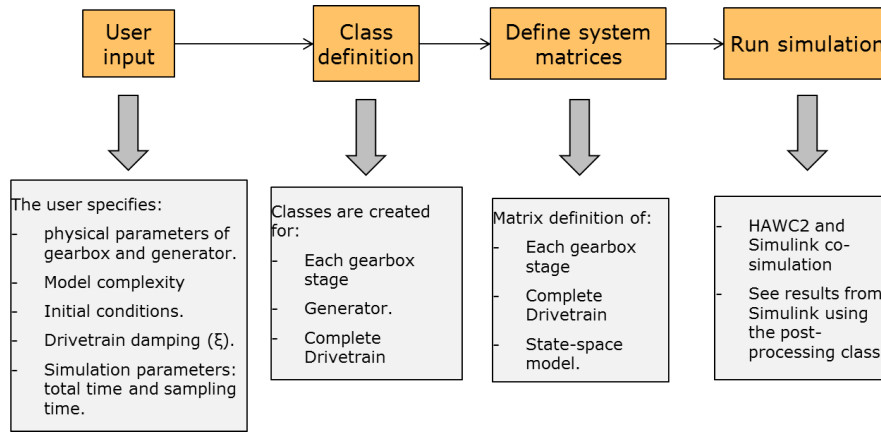 User
input
Class
definition
Define system
matrices
Run simulation
The user specifies:
- physical parameters of
gearbox and generator.
- Model complexity
- Initial conditions.
- Drivetrain damping (ξ).
- Simulation parameters:
total time and sampling
time.
Classes are created
for:
- Each gearbox
stage
- Generator.
- Complete
Drivetrain
Matrix definition of:
- Each gearbox
stage
- Complete
Drivetrain
- State-space
model.
- HAWC2 and
Simulink co-
simulation
- See results from
Simulink using
the post-
processing class